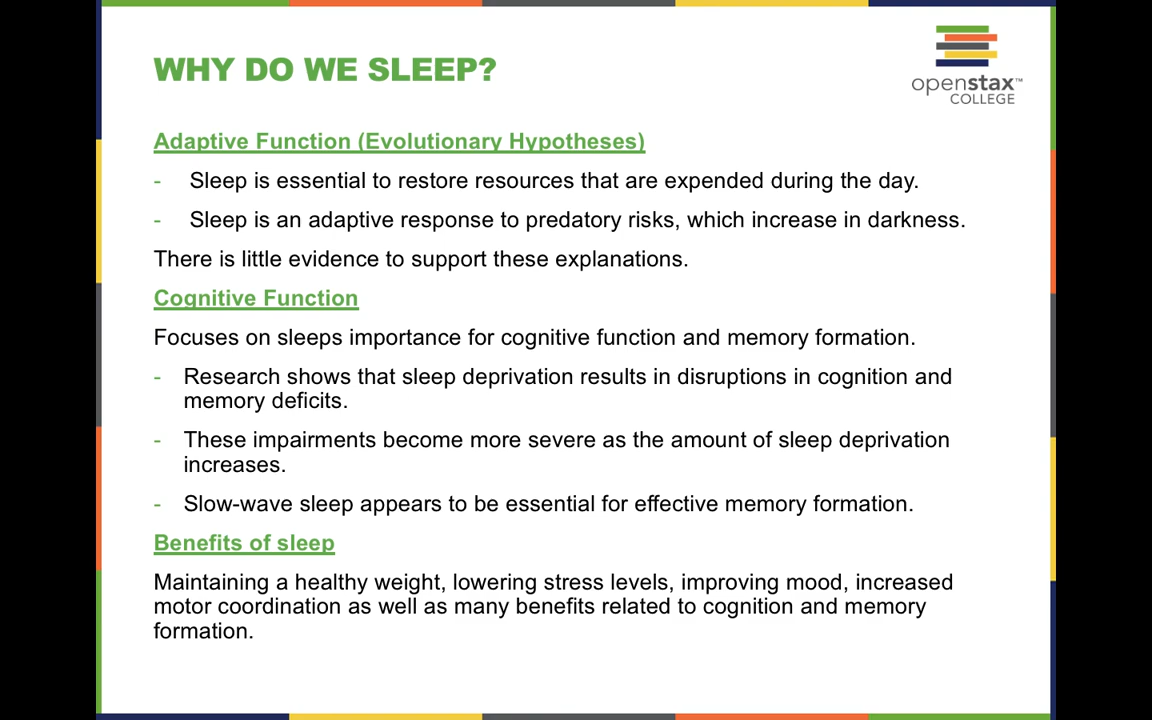 WHY DO WE SLEEP?
openstax™
COLLEGE
Adaptive Function (Evolutionary Hypotheses)
- Sleep is essential to restore resources that are expended during the day.
- Sleep is an adaptive response to predatory risks, which increase in darkness.
There is little evidence to support these explanations.
Cognitive Function
Focuses on sleeps importance for cognitive function and memory formation.
- Research shows that sleep deprivation results in disruptions in cognition and
memory deficits.
- These impairments become more severe as the amount of sleep deprivation
increases.
- Slow-wave sleep appears to be essential for effective memory formation.
Benefits of sleep
Maintaining a healthy weight, lowering stress levels, improving mood, increased
motor coordination as well as many benefits related to cognition and memory
formation.